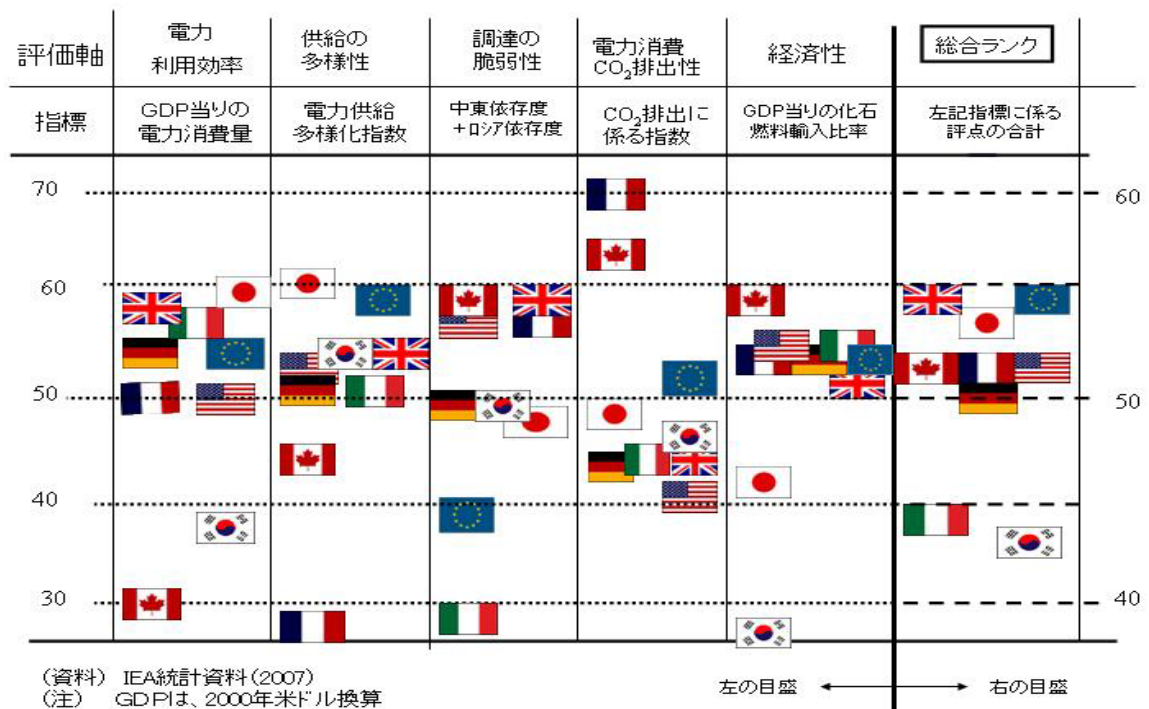 評価軸
電力
利用効率
供給の
多様性
調達の
脆弱性
電力消費
CO₂排出性
経済性
総合ランク
指標
GDP当りの
電力消費量
電力供給
多様化指数
中東依存度
+ロシア依存度
CO₂排出に
係る指数
GDP当りの化石
燃料輸入比率
左記指標に係る
評点の合計
70
60
60
50
50
40
30
40
(資料) IEA統計資料(2007)
(注) GDPは、2000年米ドル換算
左の目盛
右の目盛